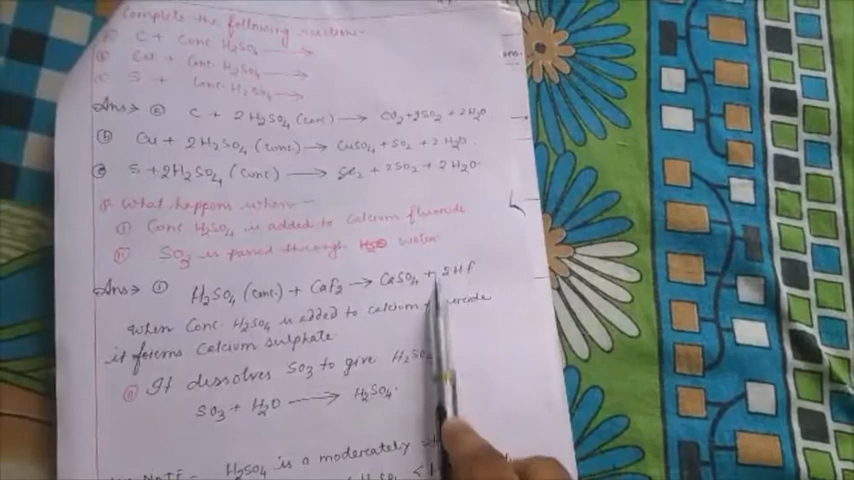 Complete the following reaction-
C + Conc H2SO4 ⟶
Cu + Conc. H2SO4 ⟶
S + Conc. H2SO4 ⟶
Ans> ⓐ C + 2H2SO4 (conc) ⟶ CO2 + 2SO2 + 2H2O
ⓑ Cu + 2H2SO4 (conc) ⟶ CuSO4 + SO2 + 2H2O
ⓒ S + 2H2SO4 (conc) ⟶ + 2SO2 + 2H2O.
Q. What happens when-
Ⓘ Conc H2SO4 is added to calcium fluoride
Ⓘ SO3 is passed through water
Ans> Ⓘ H2SO4 (conc.) + CaF2 ⟶ CaSO4 + 2HF
When Conc. H2SO4 is added to calcium
it forms Calcium sulphate.
Ⓘ It dissolves SO3 to give H2SO4
SO3 + H2O ⟶ H2SO4.
NOTE - H2SO4 is a moderately